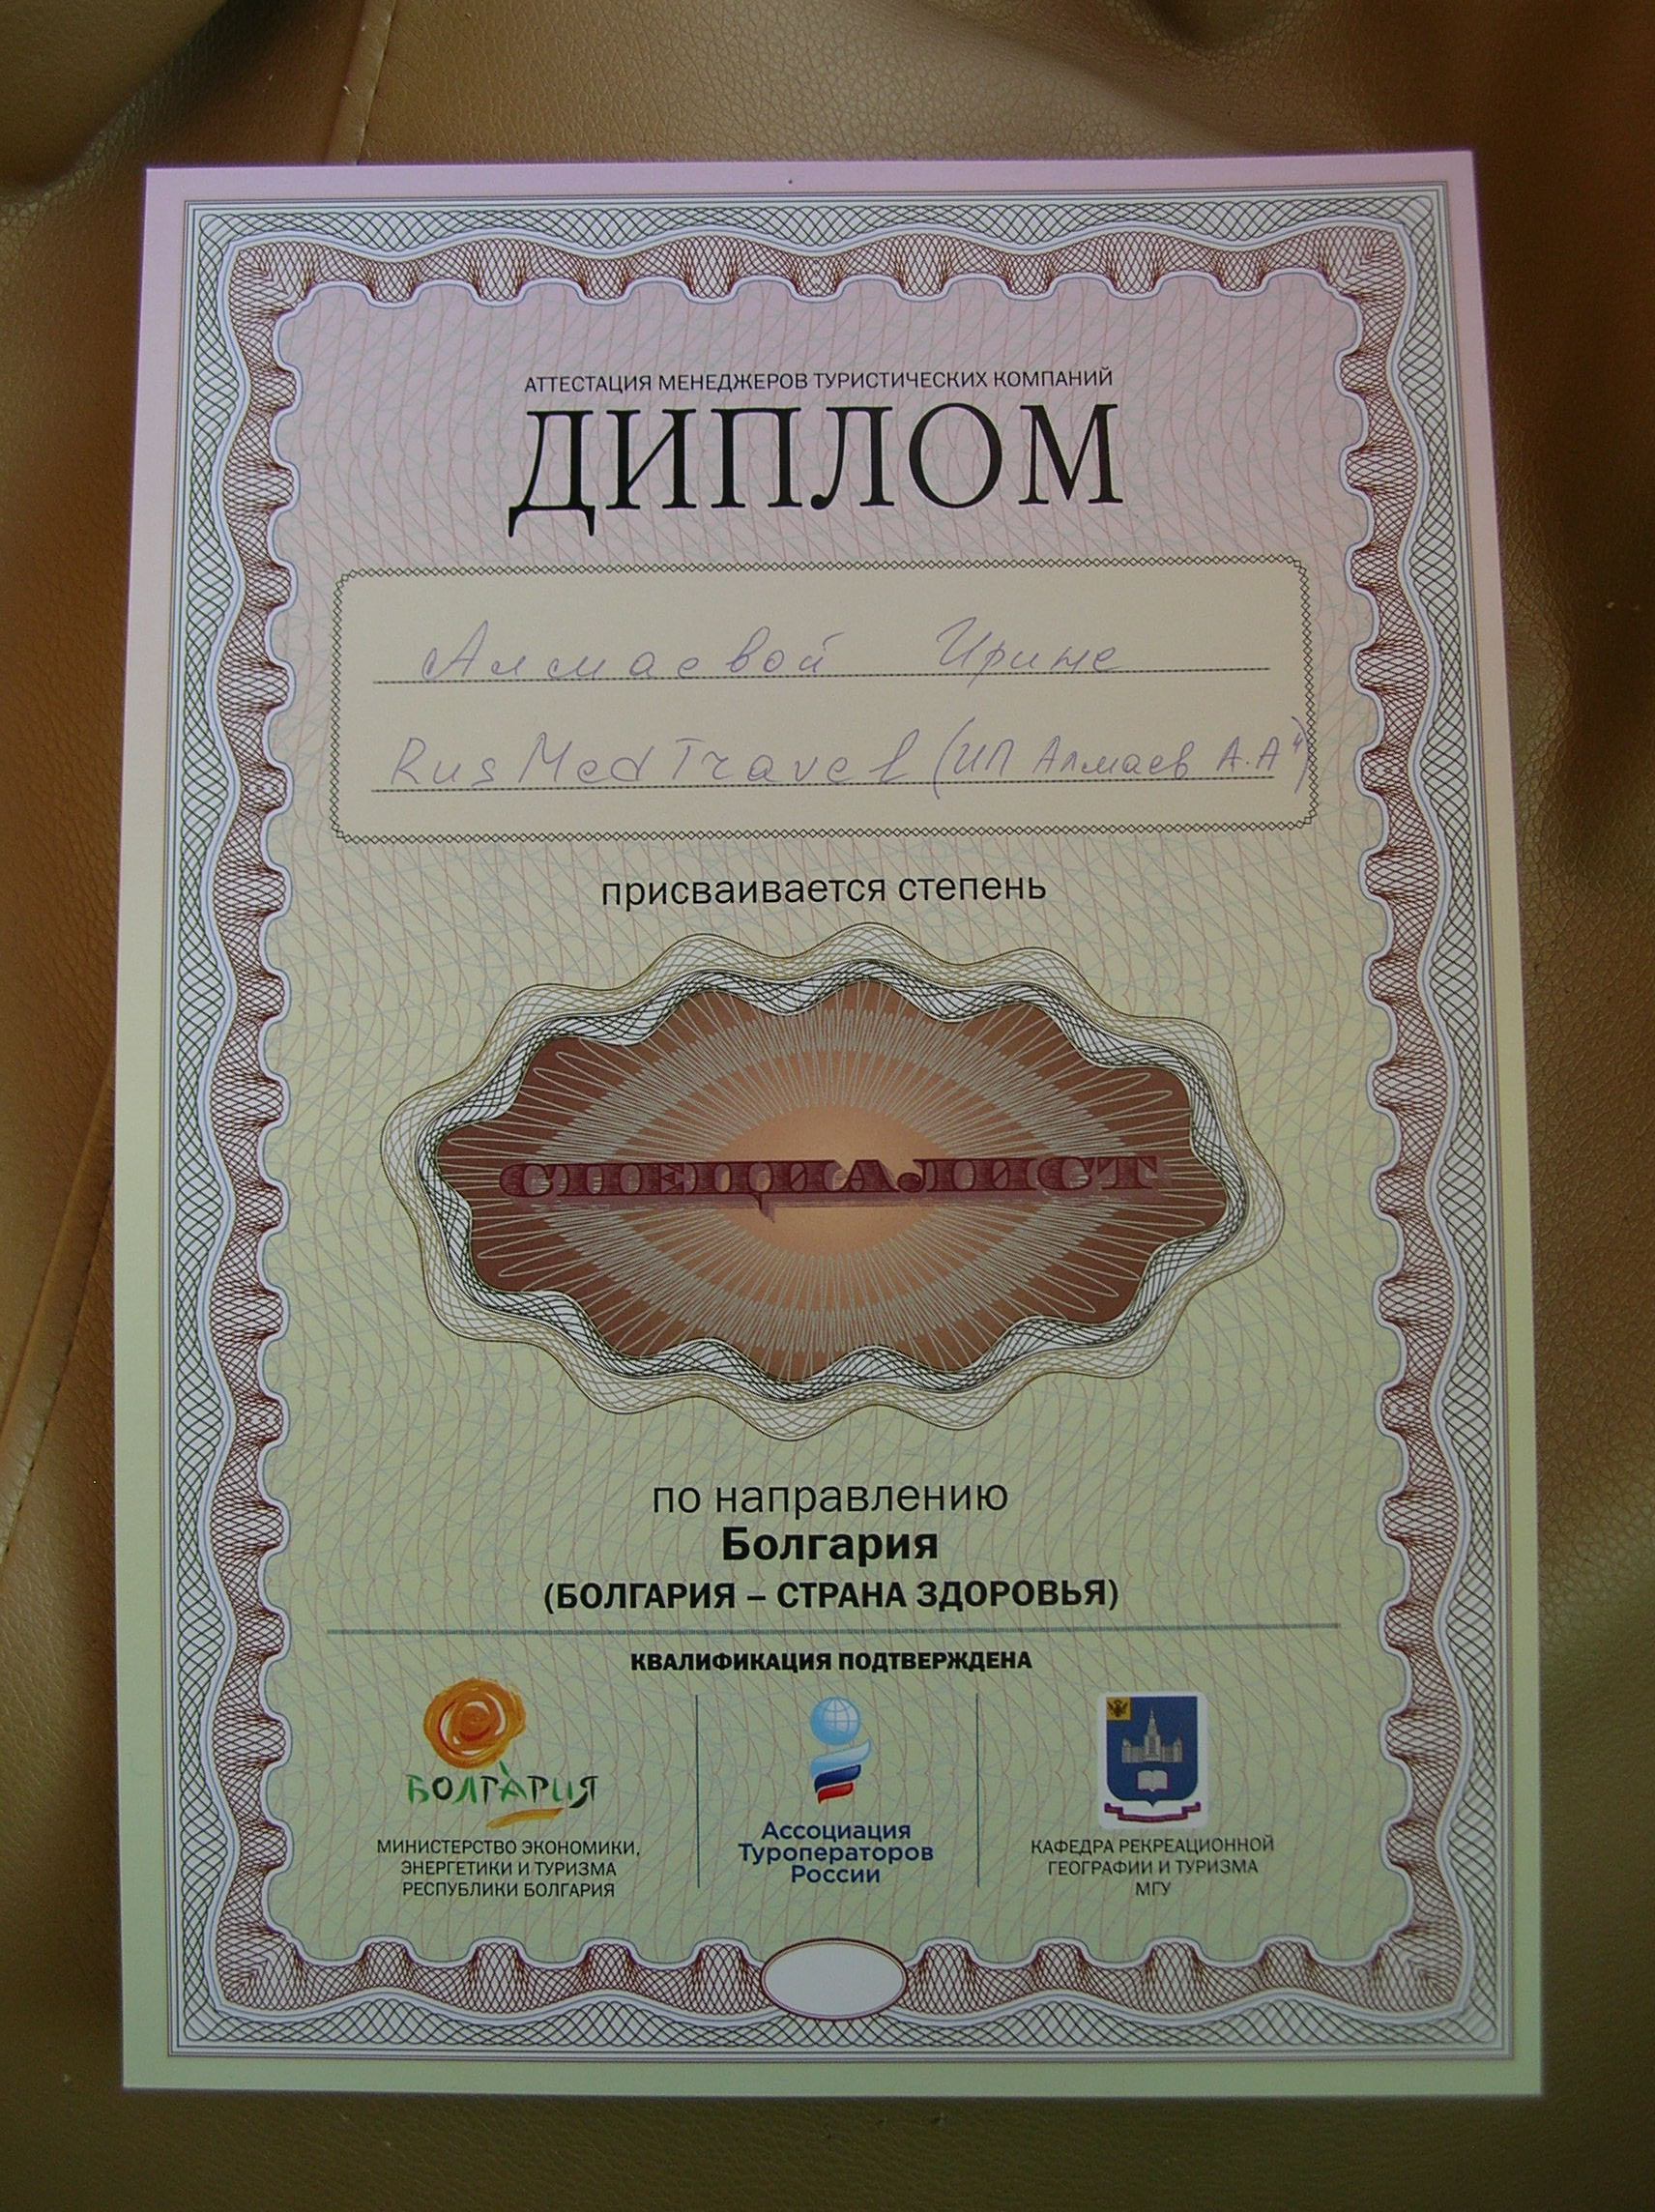 АТТЕСТАЦИЯ МЕНЕДЖЕРОВ ТУРИСТИЧЕСКИХ КОМПАНИЙ
ДИПЛОМ
Алмаевой Ирине
RusMedTravel (ИП Алмаев А.А")
присваивается степень
СПЕЦИАЛИСТ
по направлению
Болгария
(БОЛГАРИЯ – СТРАНА ЗДОРОВЬЯ)
КВАЛИФИКАЦИЯ ПОДТВЕРЖДЕНА
БОЛГАРИЯ
МИНИСТЕРСТВО ЭКОНОМИКИ,
ЭНЕРГЕТИКИ И ТУРИЗМА
РЕСПУБЛИКИ БОЛГАРИЯ
Ассоциация
Туроператоров
России
КАФЕДРА РЕКРЕАЦИОННОЙ
ГЕОГРАФИИ И ТУРИЗМА
МГУ